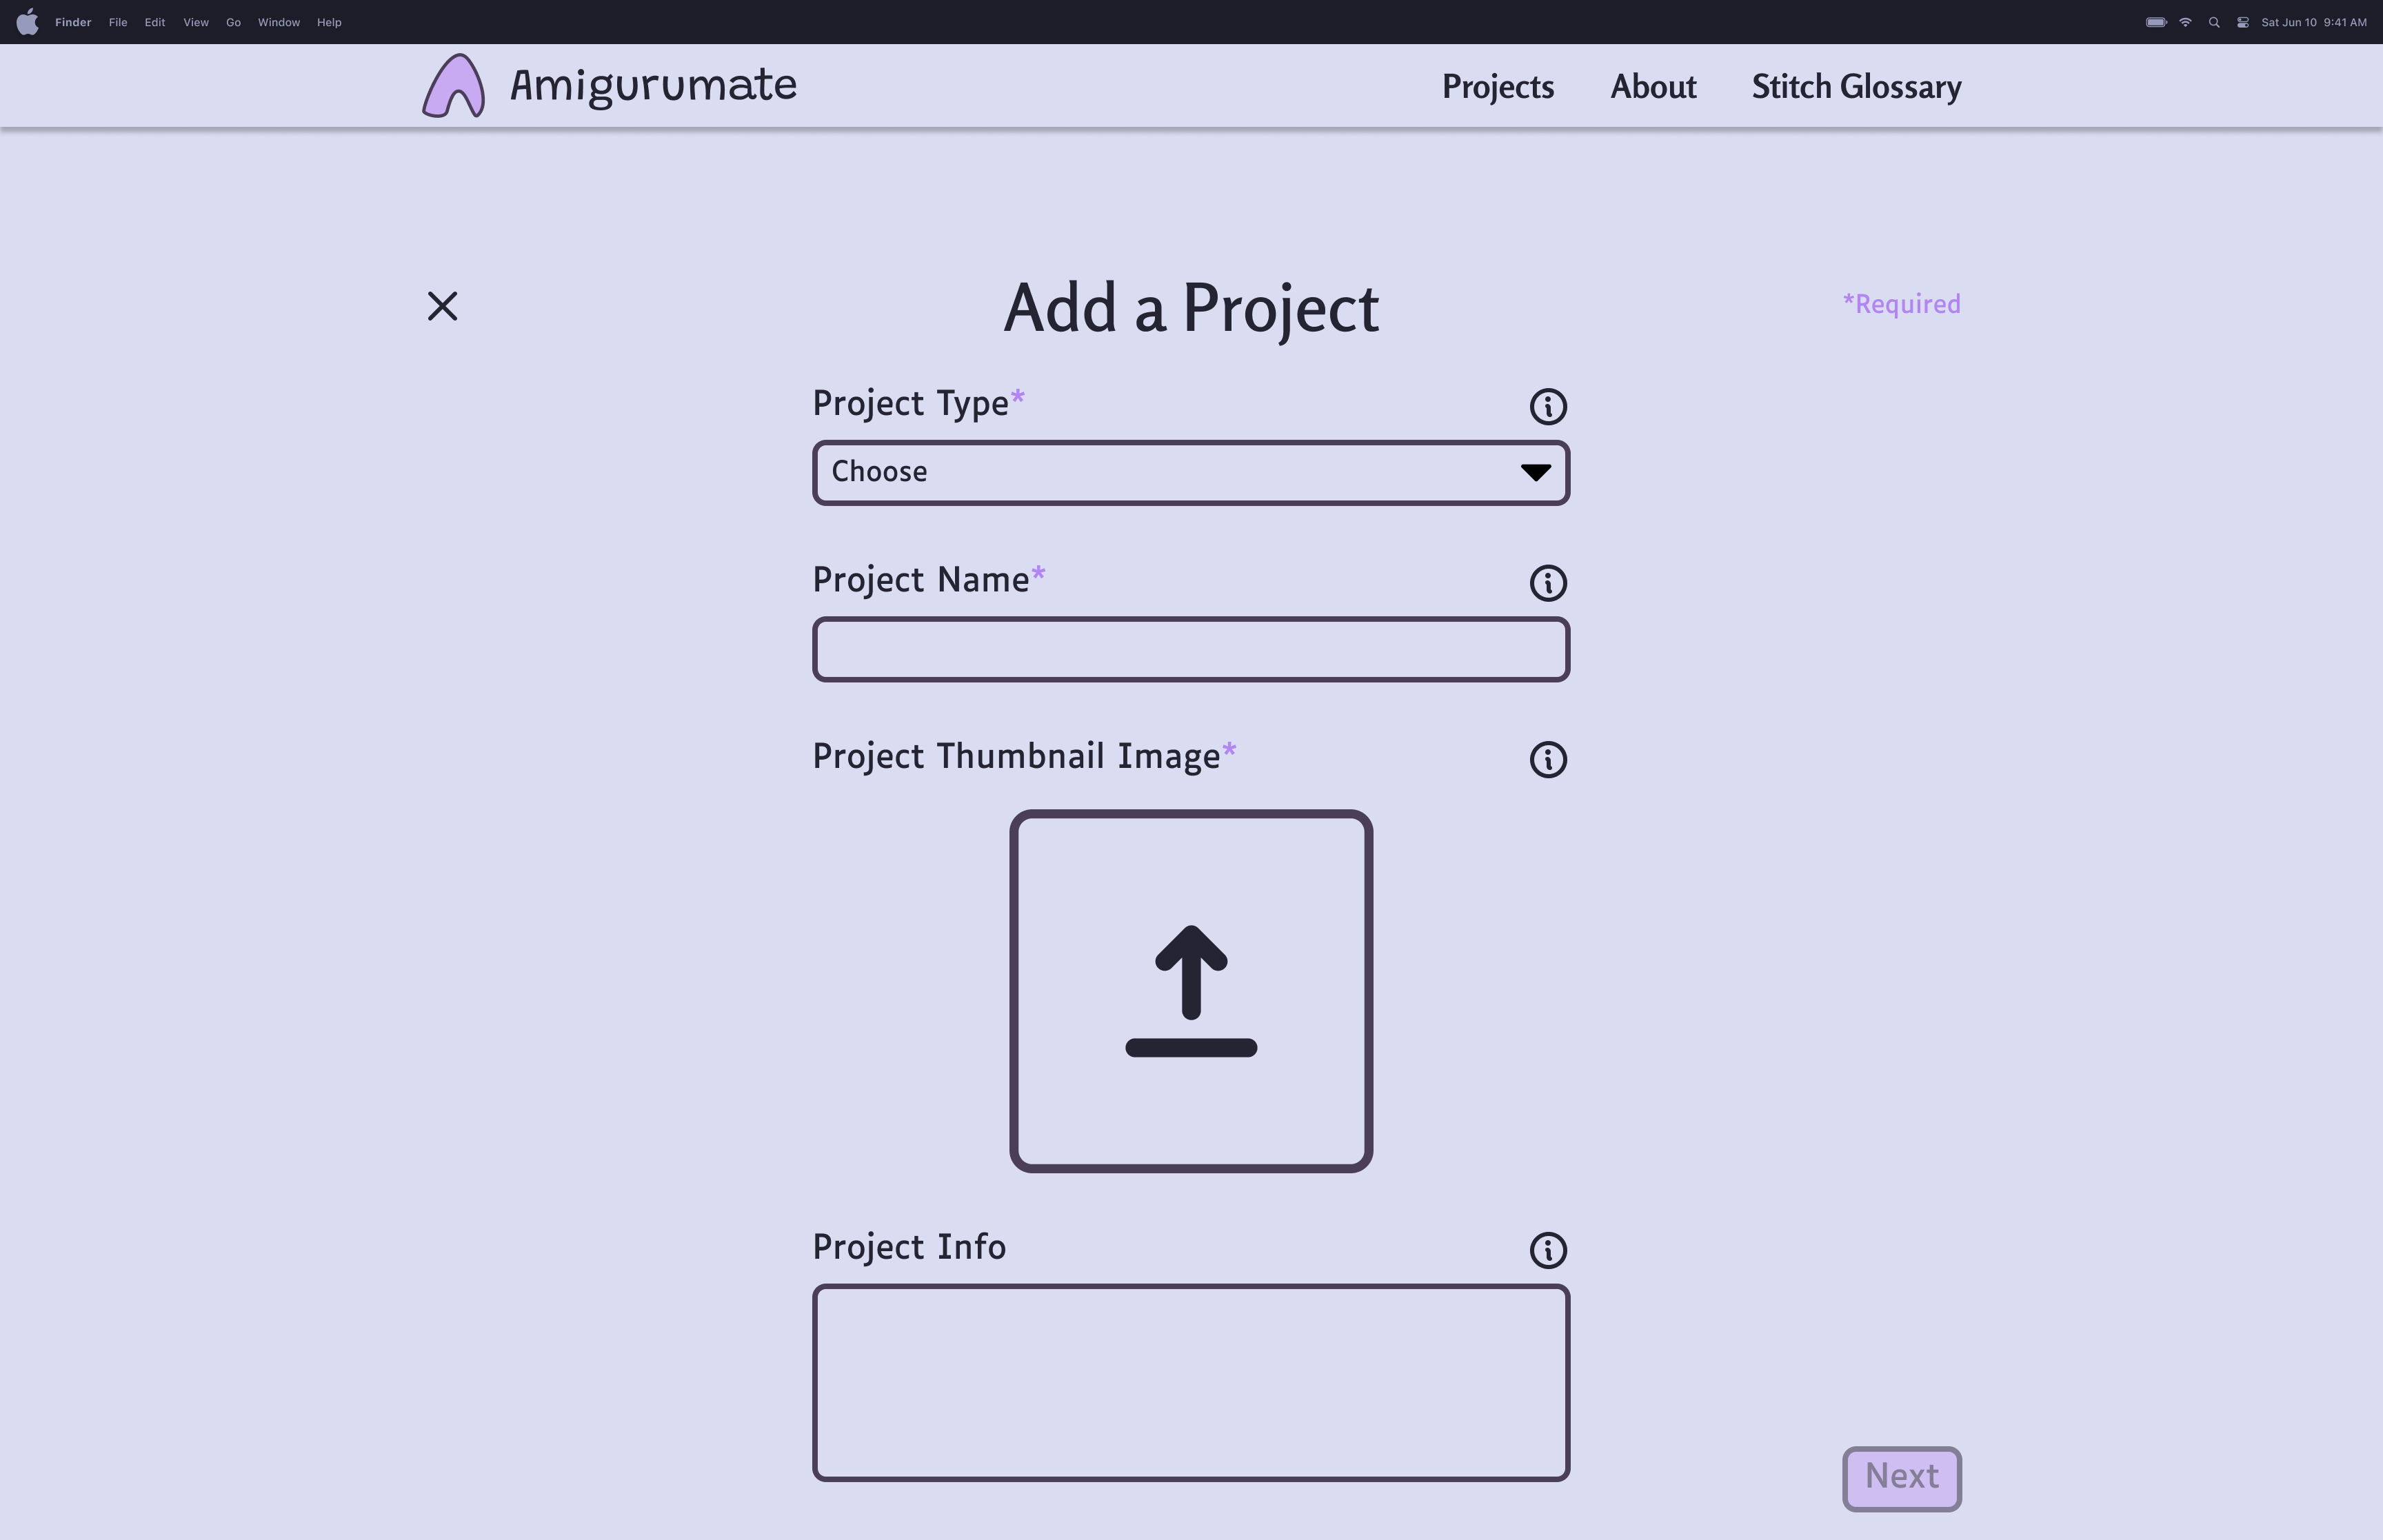 Finder File Edit View Go Window Help Sat Jun 10 9:41 AM
Amigurumate Projects About Stitch Glossary
Add a Project *Required
Project Type*
Choose
Project Name*
Project Thumbnail Image*
Project Info
Next